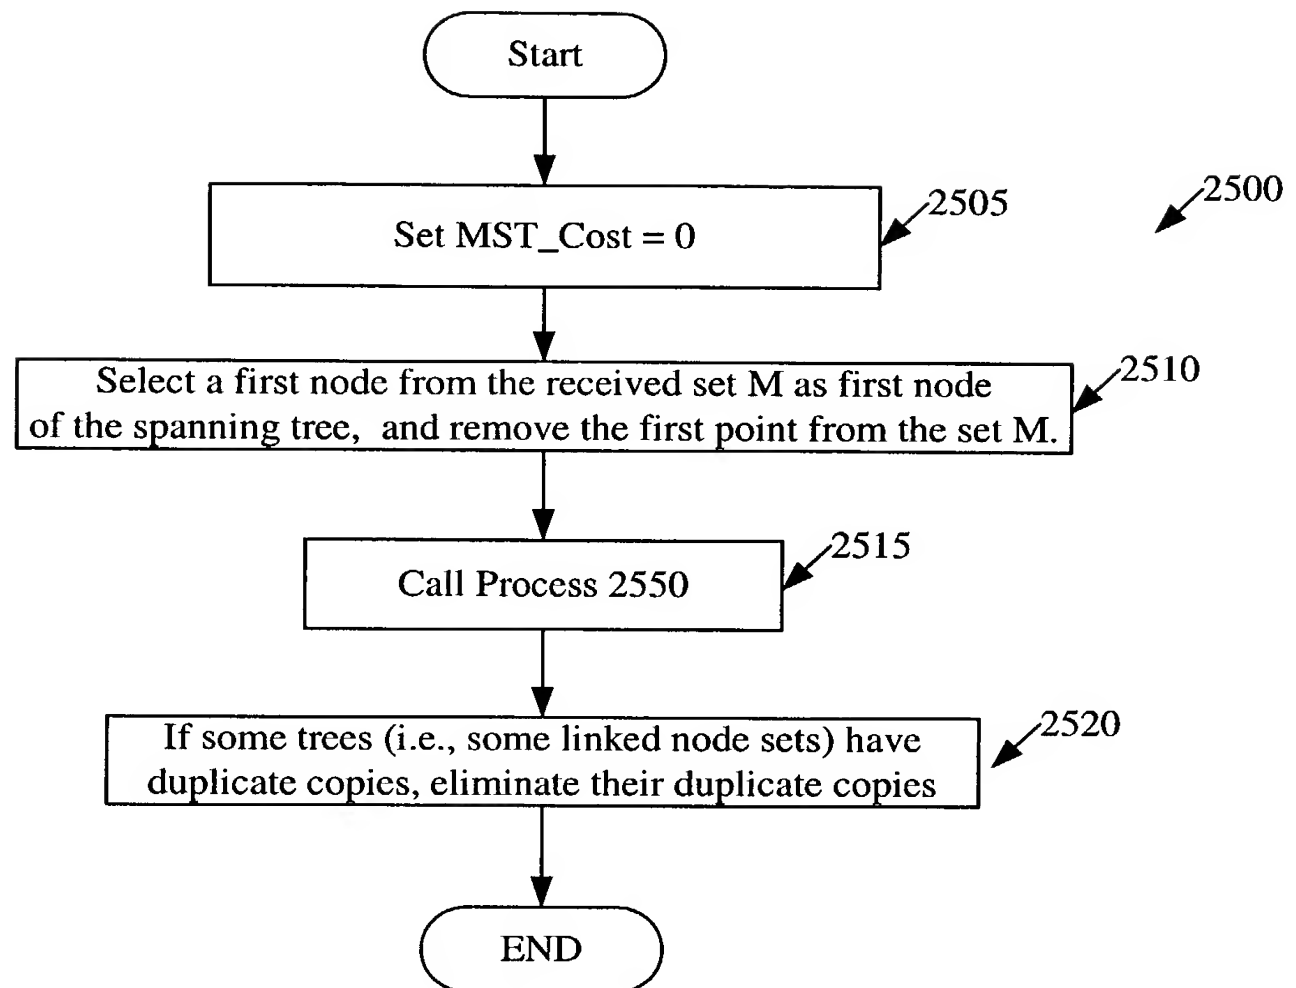 Start
Set MST_Cost = 0
2505
2500
Select a first node from the received set M as first node
of the spanning tree, and remove the first point from the set M.
2510
Call Process 2550
2515
If some trees (i.e., some linked node sets) have
duplicate copies, eliminate their duplicate copies
2520
END